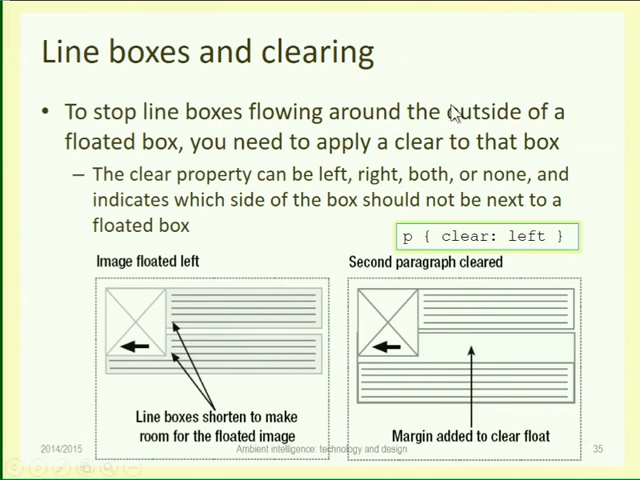 Line boxes and clearing
• To stop line boxes flowing around the outside of a
floated box, you need to apply a clear to that box
– The clear property can be left, right, both, or none, and
indicates which side of the box should not be next to a
floated box
p { clear: left }
Image floated left
Second paragraph cleared
Line boxes shorten to make
room for the floated image
Margin added to clear float
2014/2015
Ambient intelligence: technology and design
35